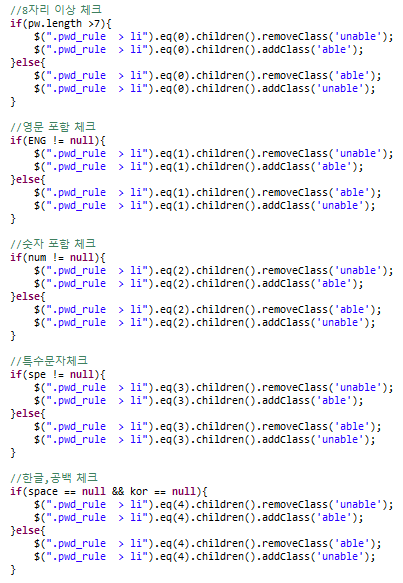 //8자리 이상 체크
if(pw.length >7){
    $(".pwd_rule  > li").eq(0).children().removeClass('unable');
    $(".pwd_rule  > li").eq(0).children().addClass('able');
}else{
    $(".pwd_rule  > li").eq(0).children().removeClass('able');
    $(".pwd_rule  > li").eq(0).children().addClass('unable');
}

//영문 포함 체크
if(ENG != null){
    $(".pwd_rule  > li").eq(1).children().removeClass('unable');
    $(".pwd_rule  > li").eq(1).children().addClass('able');
}else{
    $(".pwd_rule  > li").eq(1).children().removeClass('able');
    $(".pwd_rule  > li").eq(1).children().addClass('unable');
}

//숫자 포함 체크
if(num != null){
    $(".pwd_rule  > li").eq(2).children().removeClass('unable');
    $(".pwd_rule  > li").eq(2).children().addClass('able');
}else{
    $(".pwd_rule  > li").eq(2).children().removeClass('able');
    $(".pwd_rule  > li").eq(2).children().addClass('unable');
}

//특수문자체크
if(spe != null){
    $(".pwd_rule  > li").eq(3).children().removeClass('unable');
    $(".pwd_rule  > li").eq(3).children().addClass('able');
}else{
    $(".pwd_rule  > li").eq(3).children().removeClass('able');
    $(".pwd_rule  > li").eq(3).children().addClass('unable');
}

//한글,공백 체크
if(space == null && kor == null){
    $(".pwd_rule  > li").eq(4).children().removeClass('unable');
    $(".pwd_rule  > li").eq(4).children().addClass('able');
}else{
    $(".pwd_rule  > li").eq(4).children().removeClass('able');
    $(".pwd_rule  > li").eq(4).children().addClass('unable');
}